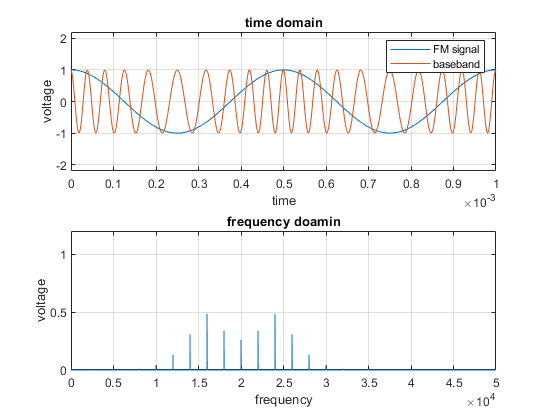 time domain
2
1
0
-1
-2
voltage
FM signal
baseband
0 0.1 0.2 0.3 0.4 0.5 0.6 0.7 0.8 0.9 1
time
×10-3
frequency doamin
1
0.5
0
voltage
0 0.5 1 1.5 2 2.5 3 3.5 4 4.5 5
frequency
×104